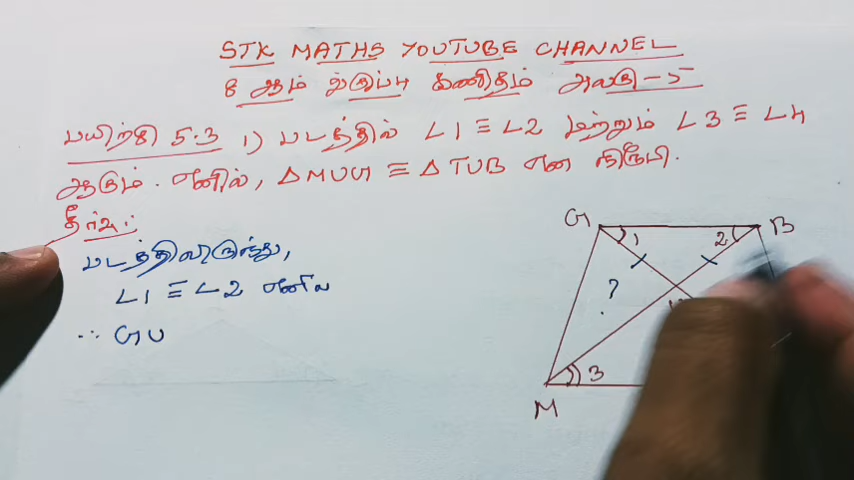 STK MATHS YOUTUBE CHANNEL
8 ஆம் வகுப்பு கணிதம் அலகு - 5
பயிற்சி 5.3 1) படத்தில் ∠1 ≡ ∠2 மற்றும் ∠3 ≡ ∠4
ஆகும். எனில், ΔMUG ≡ ΔTUB என நிரூபி.
தீர்வு:
படத்திலிருந்து,
∠1 ≡ ∠2 எனில்
∴ GU
G 1 2 B
?
3
M